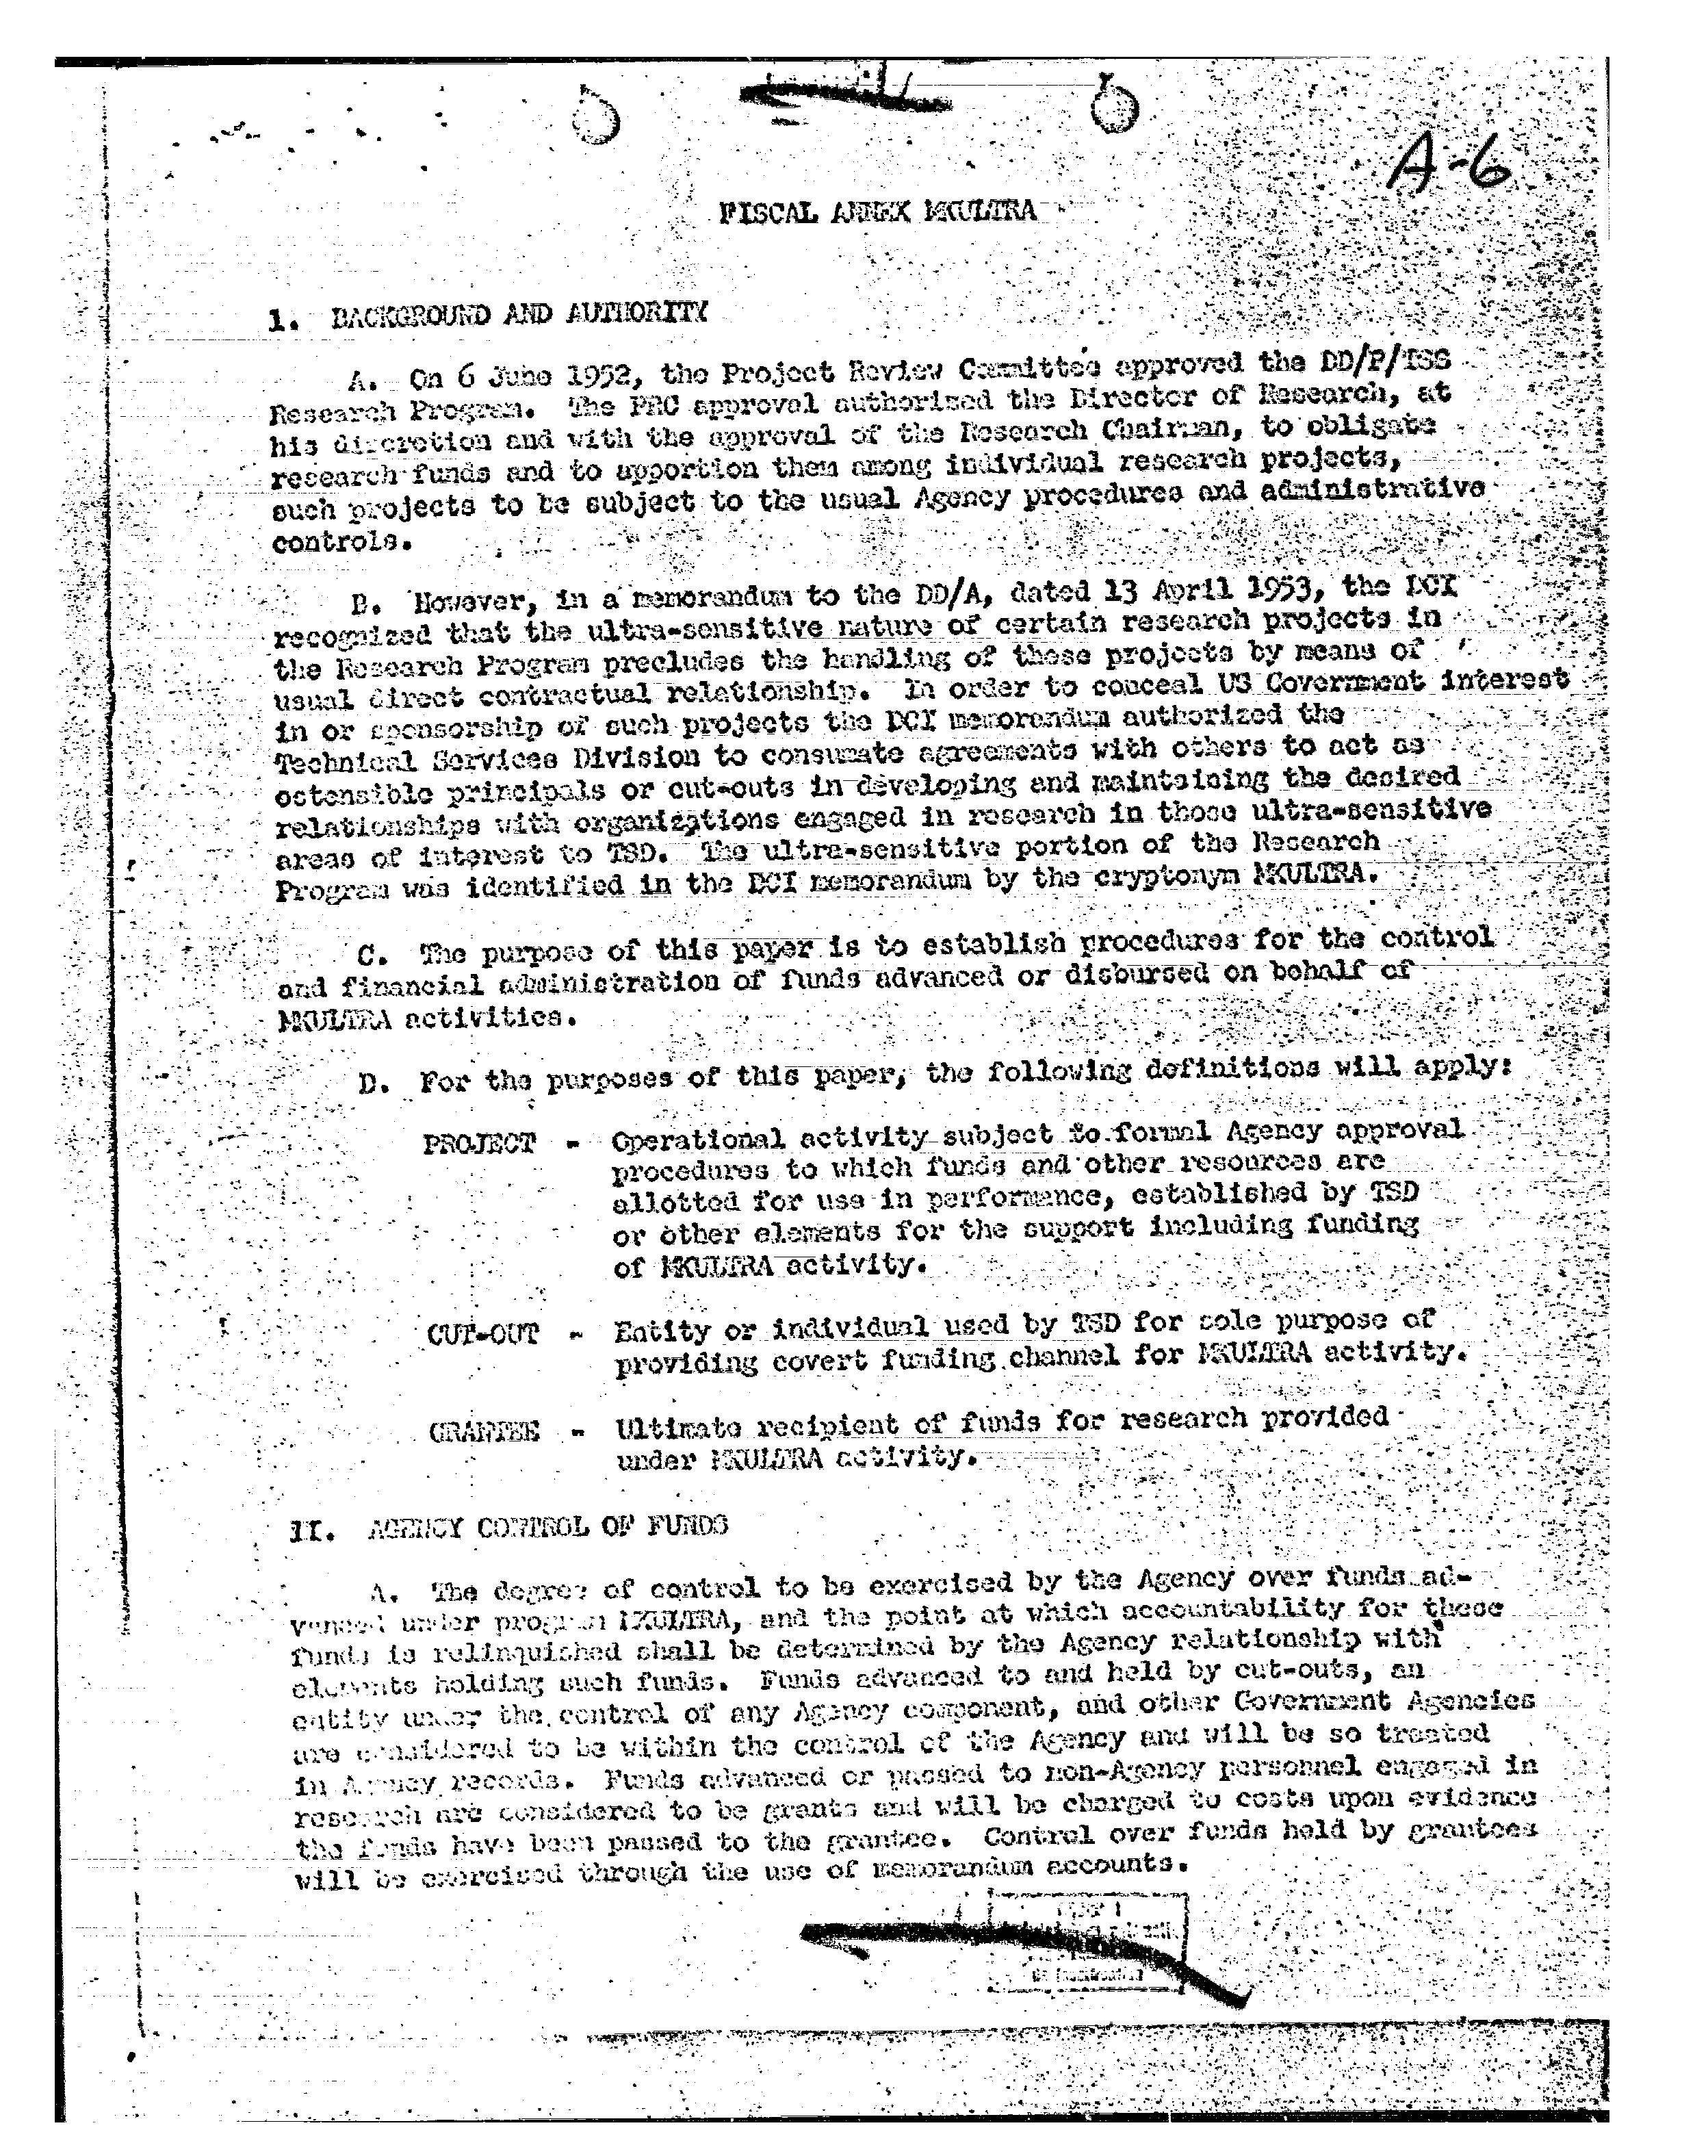 A-6
FISCAL ANNEX MKULTRA
1. BACKGROUND AND AUTHORITY
A. On 6 June 1952, the Project Review Committee approved the DD/P/TSS
Research Program. The PRC approval authorized the Director of Research, at
his discretion and with the approval of the Research Chairman, to obligate
research funds and to apportion them among individual research projects,
such projects to be subject to the usual Agency procedures and administrative
controls.
B. However, in a memorandum to the DD/A, dated 13 April 1953, the DCI
recognized that the ultra-sensitive nature of certain research projects in
the Research Program precludes the handling of these projects by means of
usual direct contractual relationship. In order to conceal US Government interest
in or sponsorship of such projects the DCI memorandum authorized the
Technical Services Division to consumate agreements with others to act as
ostensible principals or cut-outs in developing and maintaining the desired
relationships with organizations engaged in research in those ultra-sensitive
areas of interest to TSD. The ultra-sensitive portion of the Research
Program was identified in the DCI memorandum by the cryptonym MKULTRA.
C. The purpose of this paper is to establish procedures for the control
and financial administration of funds advanced or disbursed on behalf of
MKULTRA activities.
D. For the purposes of this paper, the following definitions will apply:
PROJECT - Operational activity subject to formal Agency approval
procedures to which funds and other resources are
allotted for use in performance, established by TSD
or other elements for the support including funding
of MKULTRA activity.
CUT-OUT - Entity or individual used by TSD for sole purpose of
providing covert funding channel for MKULTRA activity.
GRANTEE - Ultimate recipient of funds for research provided
under MKULTRA activity.
II. AGENCY CONTROL OF FUNDS
A. The degree of control to be exercised by the Agency over funds ad-
vanced under program MKULTRA, and the point at which accountability for these
funds is relinquished shall be determined by the Agency relationship with
elements holding such funds. Funds advanced to and held by cut-outs, an
entity under the control of any Agency component, and other Government Agencies
are considered to be within the control of the Agency and will be so treated
in Agency records. Funds advanced or passed to non-Agency personnel engaged in
research are considered to be grants and will be charged to costs upon evidence
the funds have been passed to the grantee. Control over funds held by grantees
will be exercised through the use of memorandum accounts.